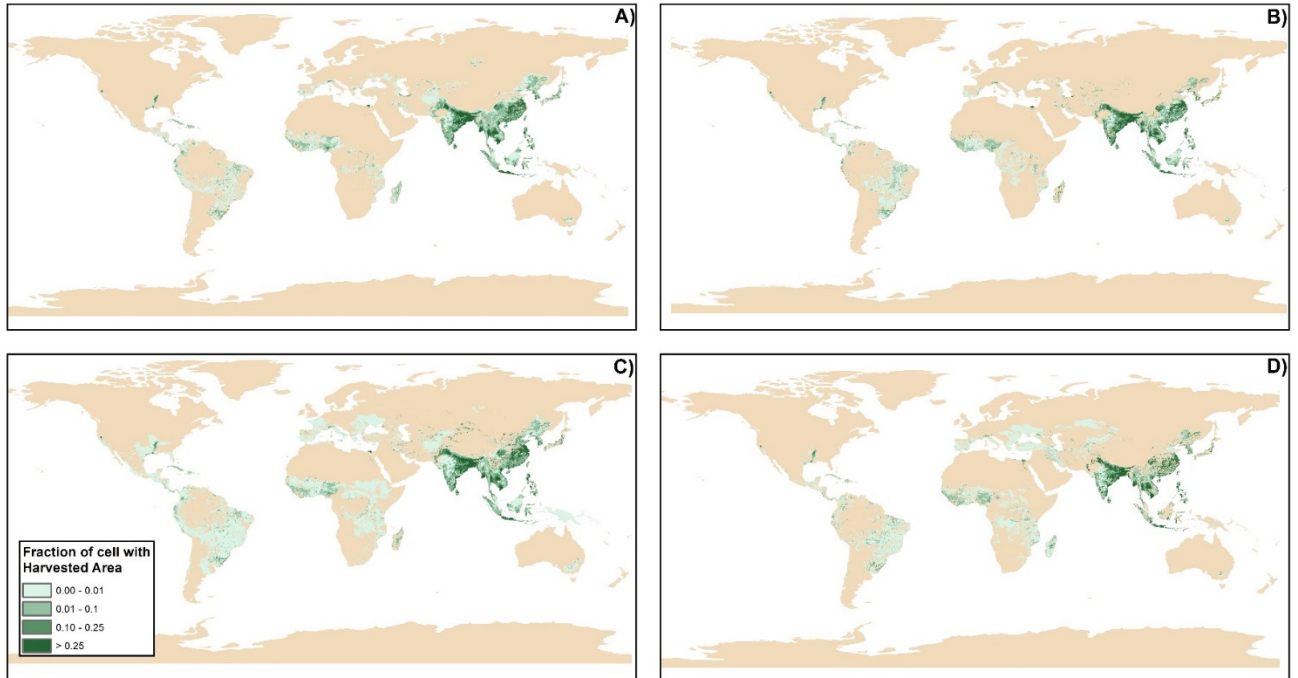 A)
B)
C)
D)
Fraction of cell with
Harvested Area
0.00 - 0.01
0.01 - 0.1
0.10 - 0.25
> 0.25